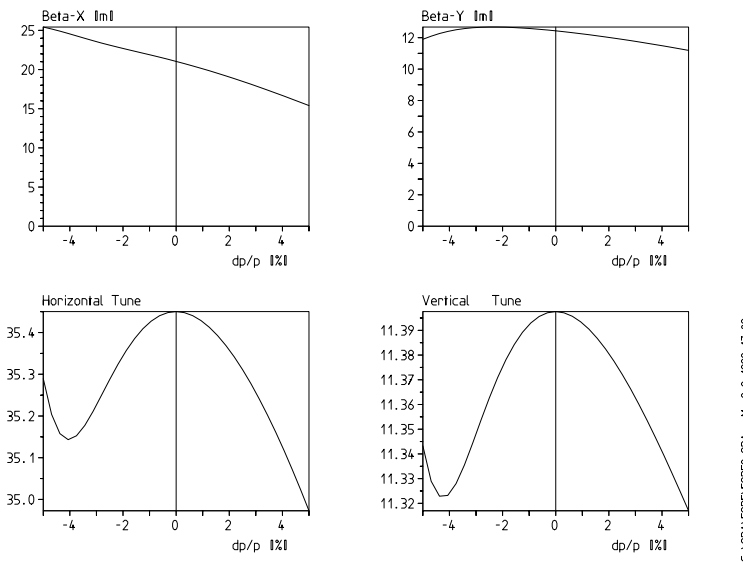 Beta-X [m]
25
20
15
10
5
0
-4 -2 0 2 4
dp/p [%]
Beta-Y [m]
12
10
8
6
4
2
0
-4 -2 0 2 4
dp/p [%]
Horizontal Tune
35.4
35.3
35.2
35.1
35.0
-4 -2 0 2 4
dp/p [%]
Vertical Tune
11.39
11.38
11.37
11.36
11.35
11.34
11.33
11.32
-4 -2 0 2 4
dp/p [%]